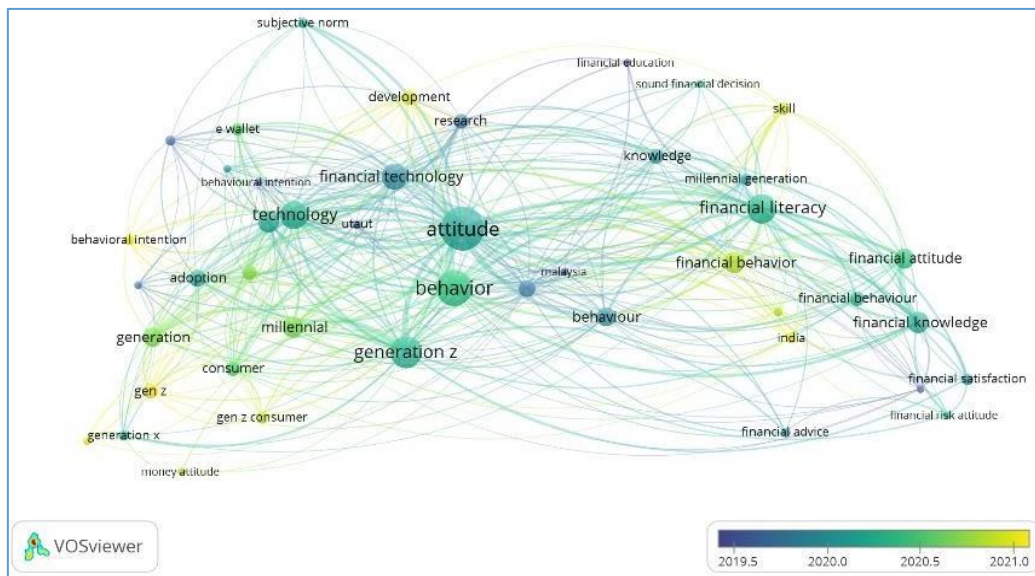 subjective norm
financial education
sound financial decision
development
skill
research
e wallet
knowledge
financial technology
behavioural intention
millennial generation
financial literacy
technology
utaut
attitude
behavioral intention
financial behavior
financial attitude
adoption
malaysia
behavior
financial behaviour
behaviour
financial knowledge
generation
millennial
india
generation z
consumer
financial satisfaction
gen z
gen z consumer
financial risk attitude
generation x
financial advice
money attitude
VOSviewer
2019.5 2020.0 2020.5 2021.0